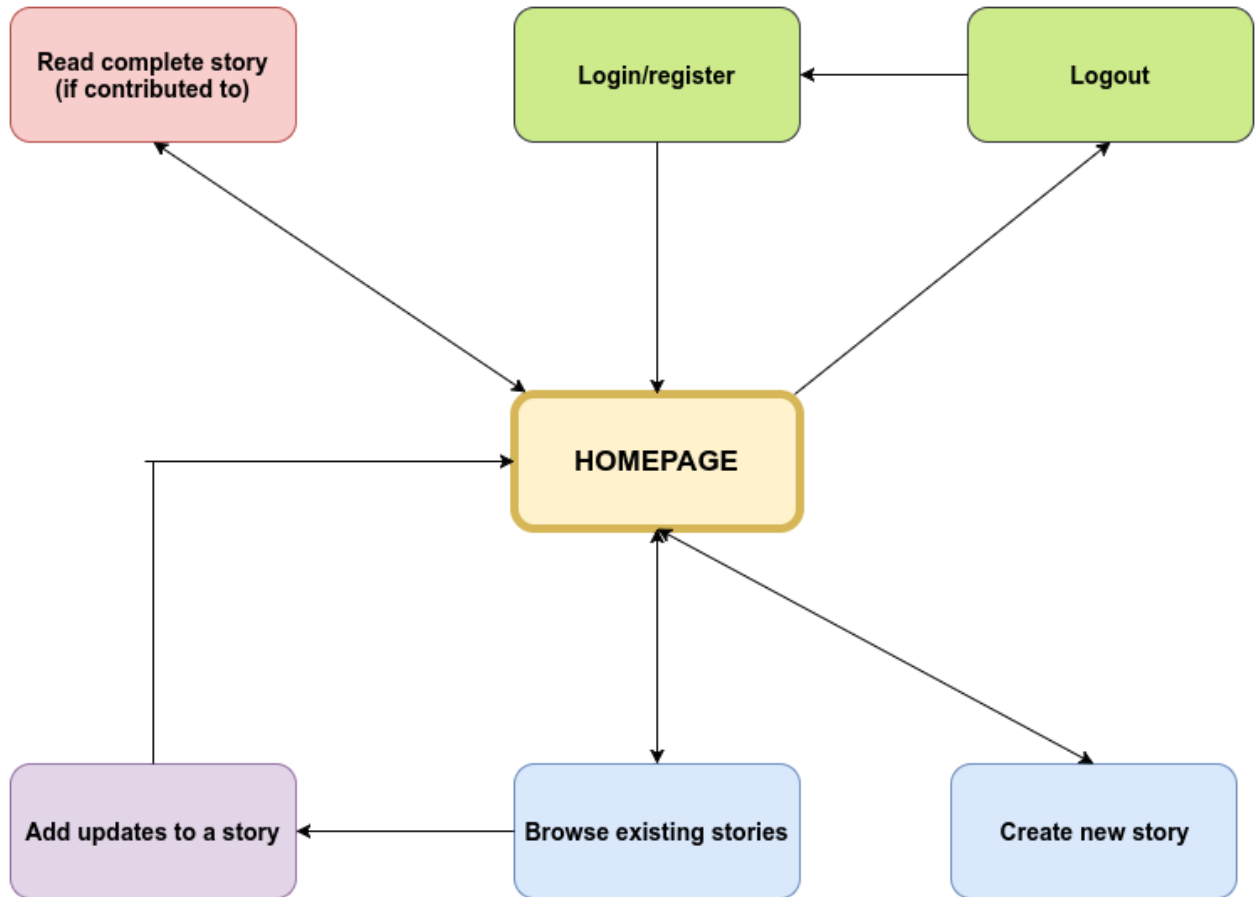 Read complete story
(if contributed to)
Login/register
Logout
HOMEPAGE
Add updates to a story
Browse existing stories
Create new story